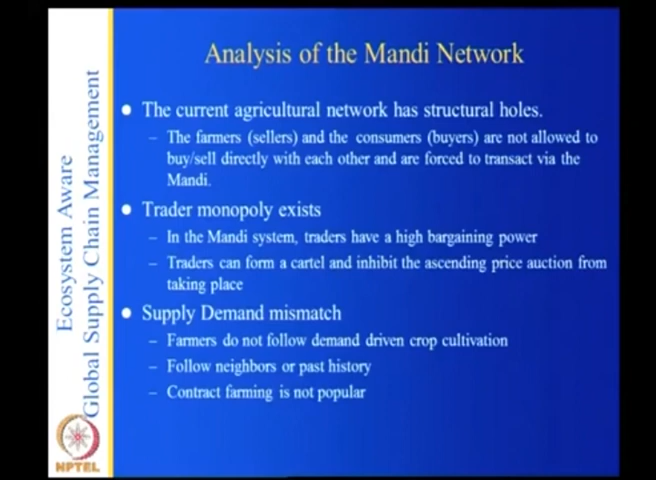 Analysis of the Mandi Network
The current agricultural network has structural holes.
– The farmers (sellers) and the consumers (buyers) are not allowed to
buy/sell directly with each other and are forced to transact via the
Mandi.
Trader monopoly exists
– In the Mandi system, traders have a high bargaining power
– Traders can form a cartel and inhibit the ascending price auction from
taking place
Supply Demand mismatch
– Farmers do not follow demand driven crop cultivation
– Follow neighbors or past history
– Contract farming is not popular
Ecosystem Aware
Global Supply Chain Management
NPTEL